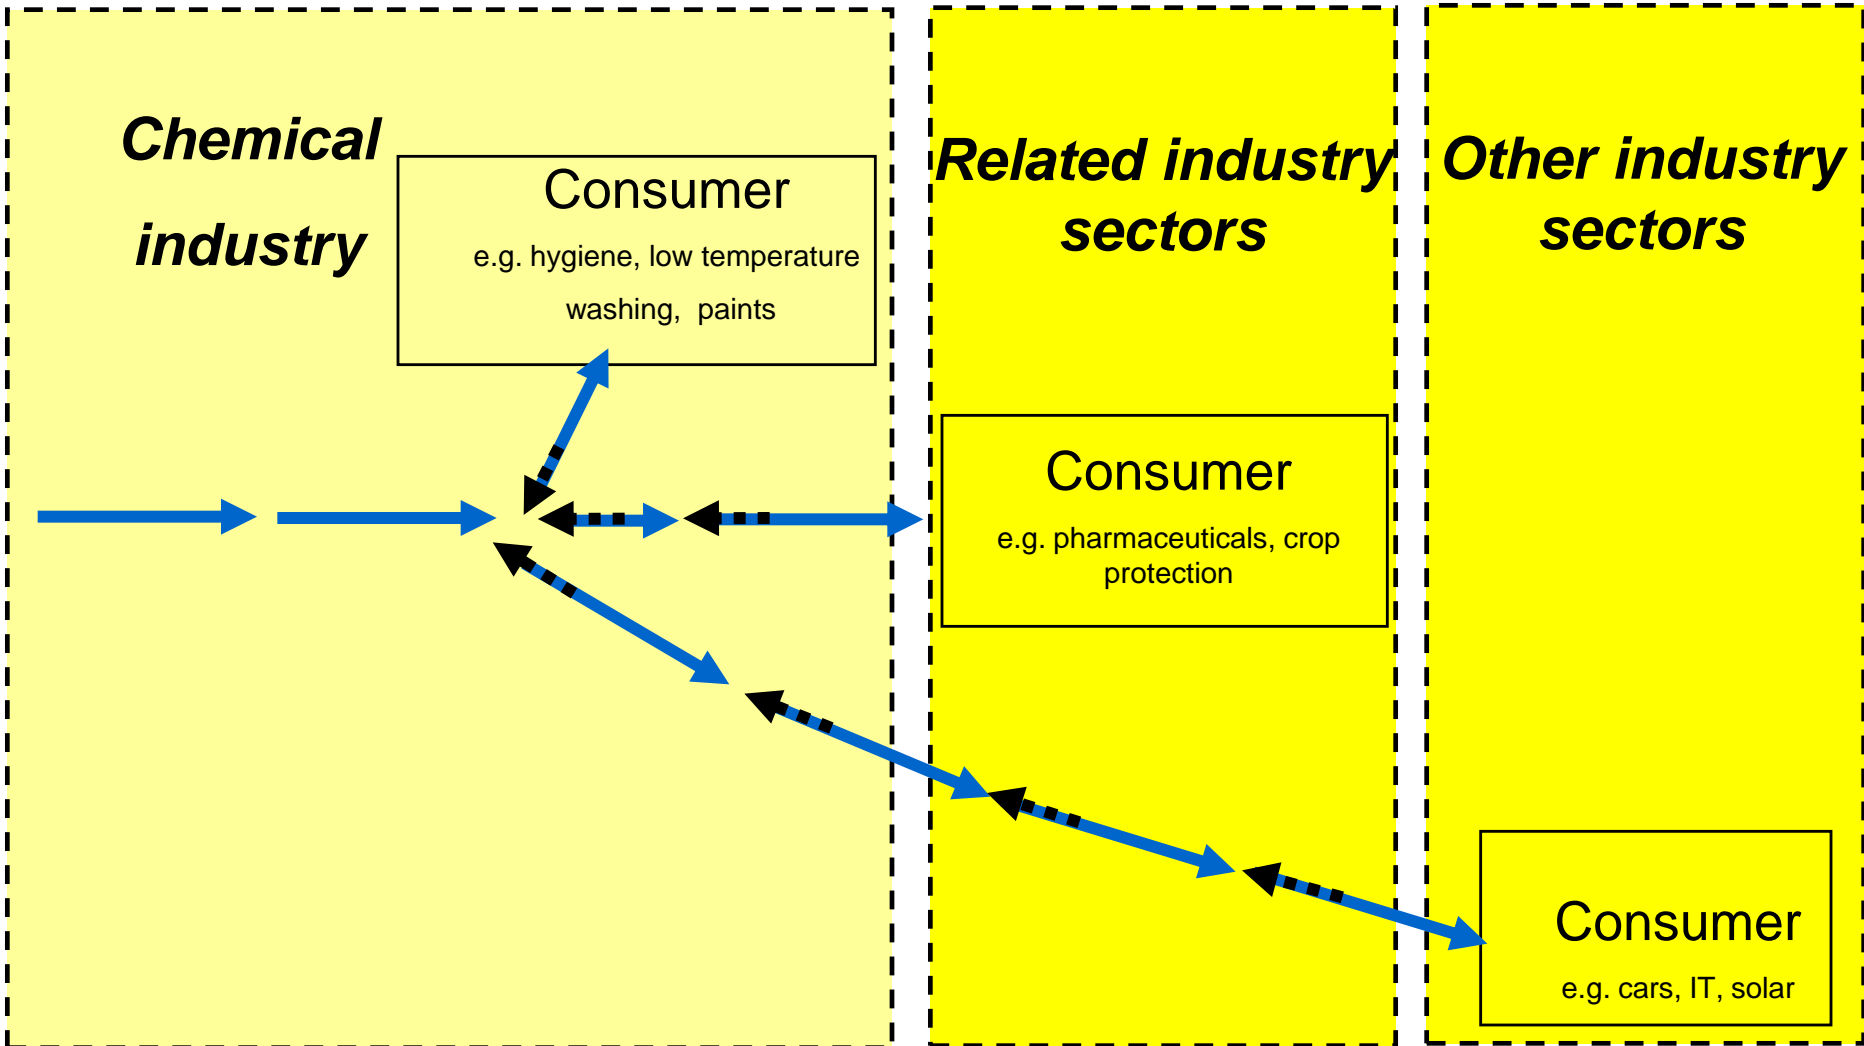 Chemical
industry
Consumer
e.g. hygiene, low temperature
washing, paints
Related industry
sectors
Consumer
e.g. pharmaceuticals, crop
protection
Other industry
sectors
Consumer
e.g. cars, IT, solar